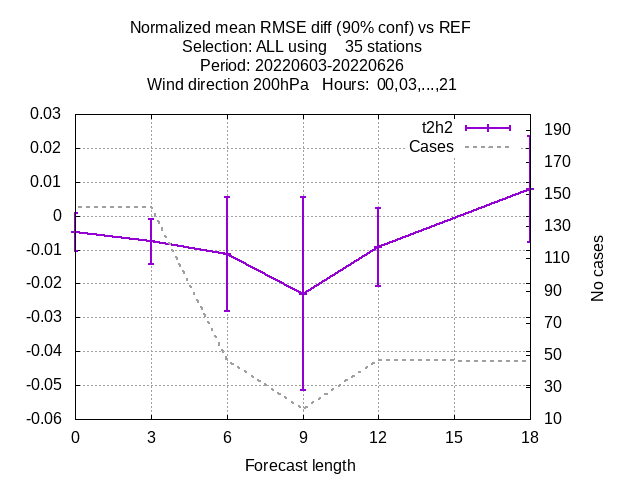 Normalized mean RMSE diff (90% conf) vs REF
Selection: ALL using    35 stations
Period: 20220603-20220626
Wind direction 200hPa   Hours:  00,03,...,21
t2h2
Cases
0.03
0.02
0.01
0
-0.01
-0.02
-0.03
-0.04
-0.05
-0.06
190
170
150
130
110
90
70
50
30
10
No cases
0 3 6 9 12 15 18
Forecast length